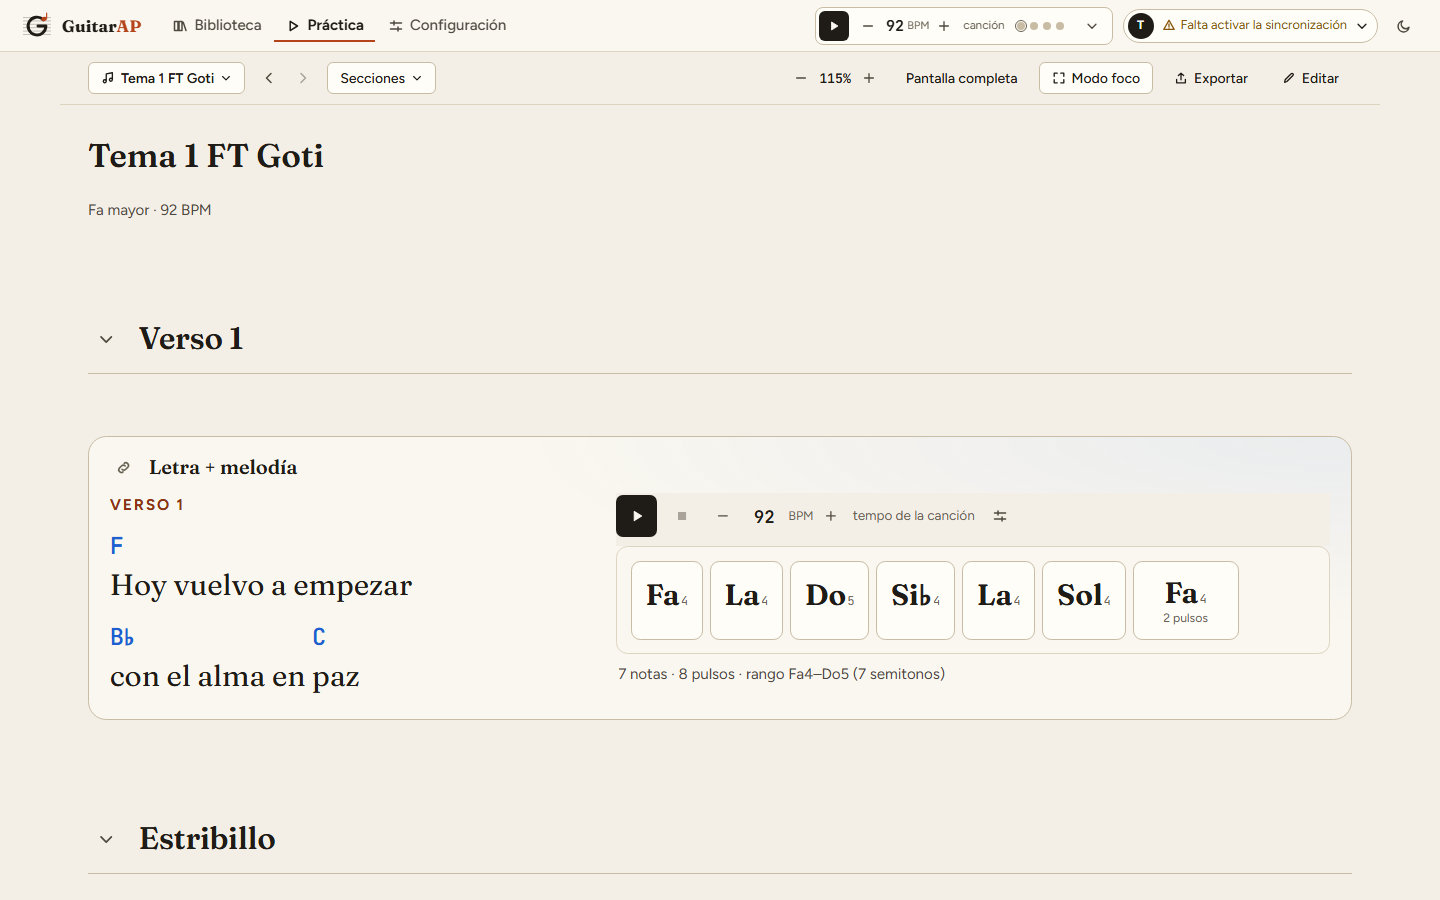 GuitarAP Biblioteca Práctica Configuración 92 BPM canción T Falta activar la sincronización
Tema 1 FT Goti Secciones 115% Pantalla completa Modo foco Exportar Editar
Tema 1 FT Goti
Fa mayor · 92 BPM
Verso 1
Letra + melodía
VERSO 1
F
Hoy vuelvo a empezar
B♭ C
con el alma en paz
92 BPM tempo de la canción
Fa4 La4 Do5 Si♭4 La4 Sol4 Fa4
2 pulsos
7 notas · 8 pulsos · rango Fa4–Do5 (7 semitonos)
Estribillo